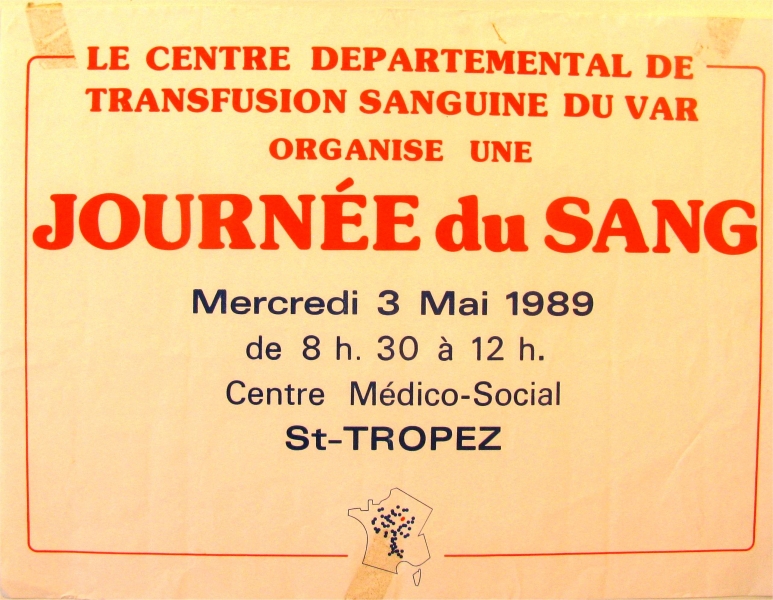 LE CENTRE DEPARTEMENTAL DE
TRANSFUSION SANGUINE DU VAR
ORGANISE UNE
JOURNÉE du SANG
Mercredi 3 Mai 1989
de 8 h. 30 à 12 h.
Centre Médico-Social
St-TROPEZ